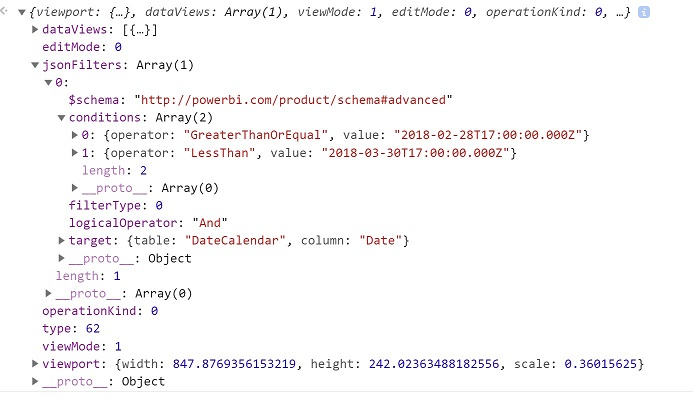 {viewport: {…}, dataViews: Array(1), viewMode: 1, editMode: 0, operationKind: 0, …} i
dataViews: [{…}]
editMode: 0
jsonFilters: Array(1)
0:
$schema: "http://powerbi.com/product/schema#advanced"
conditions: Array(2)
0: {operator: "GreaterThanOrEqual", value: "2018-02-28T17:00:00.000Z"}
1: {operator: "LessThan", value: "2018-03-30T17:00:00.000Z"}
length: 2
__proto__: Array(0)
filterType: 0
logicalOperator: "And"
target: {table: "DateCalendar", column: "Date"}
__proto__: Object
length: 1
__proto__: Array(0)
operationKind: 0
type: 62
viewMode: 1
viewport: {width: 847.8769356153219, height: 242.02363488182556, scale: 0.36015625}
__proto__: Object